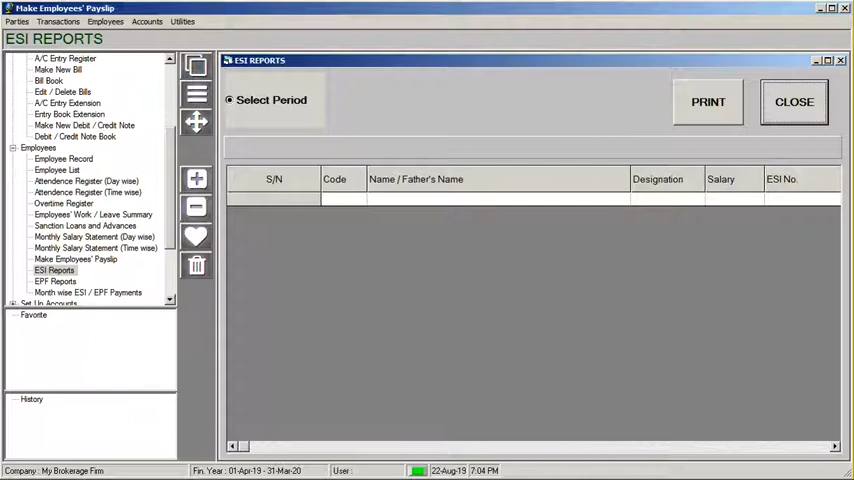 Make Employees' Payslip
Parties Transactions Employees Accounts Utilities
ESI REPORTS
A/C Entry Register
Make New Bill
Bill Book
Edit / Delete Bills
A/C Entry Extension
Entry Book Extension
Make New Debit / Credit Note
Debit / Credit Note Book
Employees
Employee Record
Employee List
Attendence Register (Day wise)
Attendence Register (Time wise)
Overtime Register
Employees' Work / Leave Summary
Sanction Loans and Advances
Monthly Salary Statement (Day wise)
Monthly Salary Statement (Time wise)
Make Employees' Payslip
ESI Reports
EPF Reports
Month wise ESI / EPF Payments
Set Up Accounts
Favorite
History
ESI REPORTS
Select Period
PRINT CLOSE
S/N Code Name / Father's Name Designation Salary ESI No.
Company : My Brokerage Firm Fin. Year : 01-Apr-19 - 31-Mar-20 User : 22-Aug-19 7:04 PM